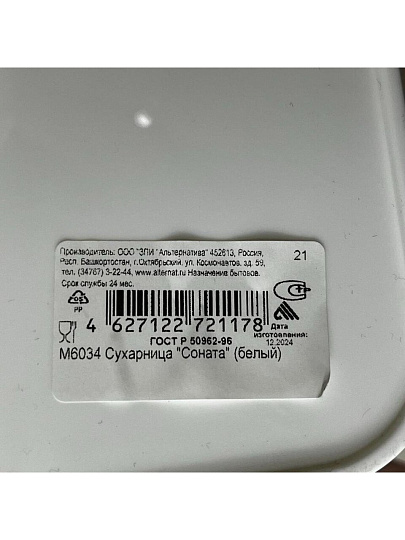 Производитель: ООО "ЗПИ "Альтернатива" 452613, Россия,
Респ. Башкортостан, г.Октябрьский, ул. Космонавтов, зд. 59,
тел. (34767) 3-22-44, www.alternat.ru Назначение бытовое.
Срок службы 24 мес.
21
05
PP
4 627122 721178
Дата
изготовления:
12.2024
ГОСТ Р 50962-96
М6034 Сухарница "Соната" (белый)